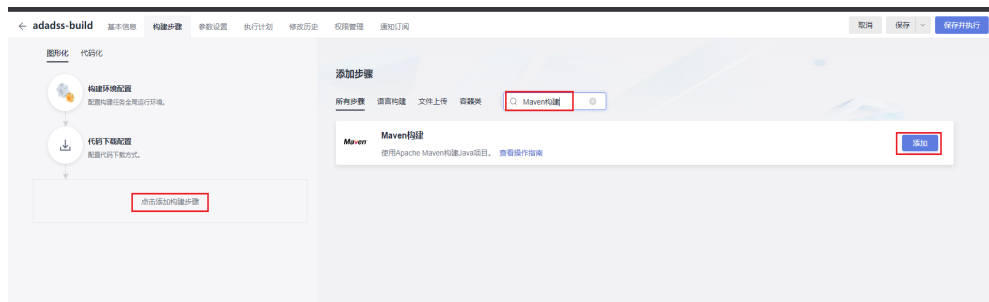 ← adadss-build 基本信息 构建步骤 参数设置 执行计划 修改历史 权限管理 通知订阅 取消 保存 保存并执行
图形化 代码化
构建环境配置
配置构建任务全局运行环境。
代码下载配置
配置代码下载方式。
点击添加构建步骤
添加步骤
所有步骤 语言构建 文件上传 容器类 Maven构建
Maven
Maven构建
使用Apache Maven构建Java项目。 查看操作指南
添加